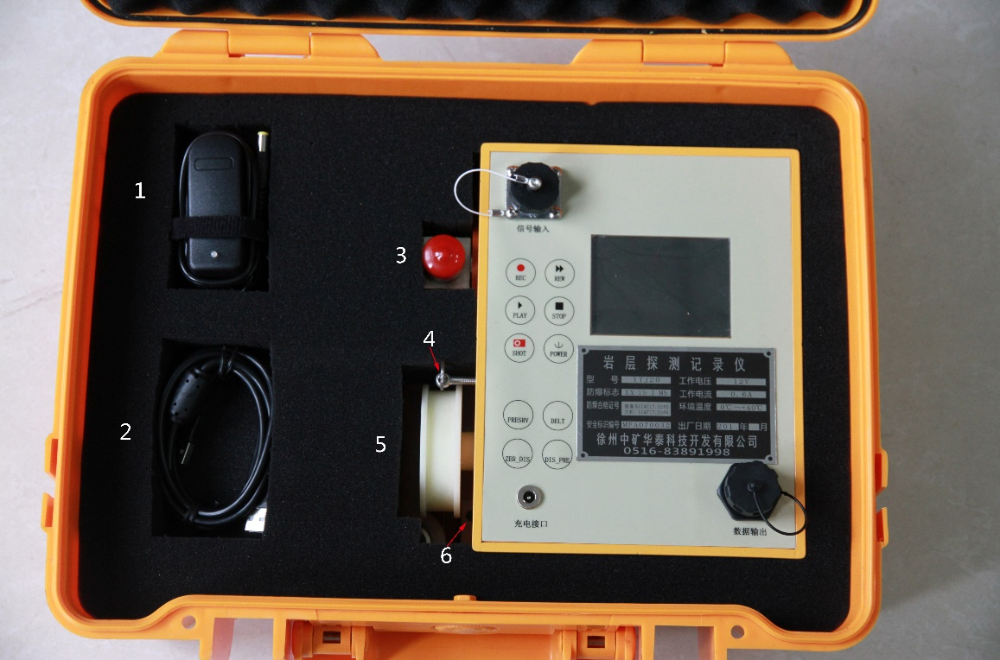 1
2
3
4
5
6
信号输入
REC
REW
PLAY
STOP
SHOT
POWER
PRESRV
DELT
ZER_DIS
DIS_PRE
充电接口
岩层探测记录仪
型号 YTJ20 工作电压 12V
防爆标志 EX ib I Mb 工作电流 0.6A
防爆合格证号 环境温度 0℃~+40℃
安全标识编号 MFA070032 出厂日期 201 年 月
徐州中矿华泰科技开发有限公司
0516-83891998
数据输出